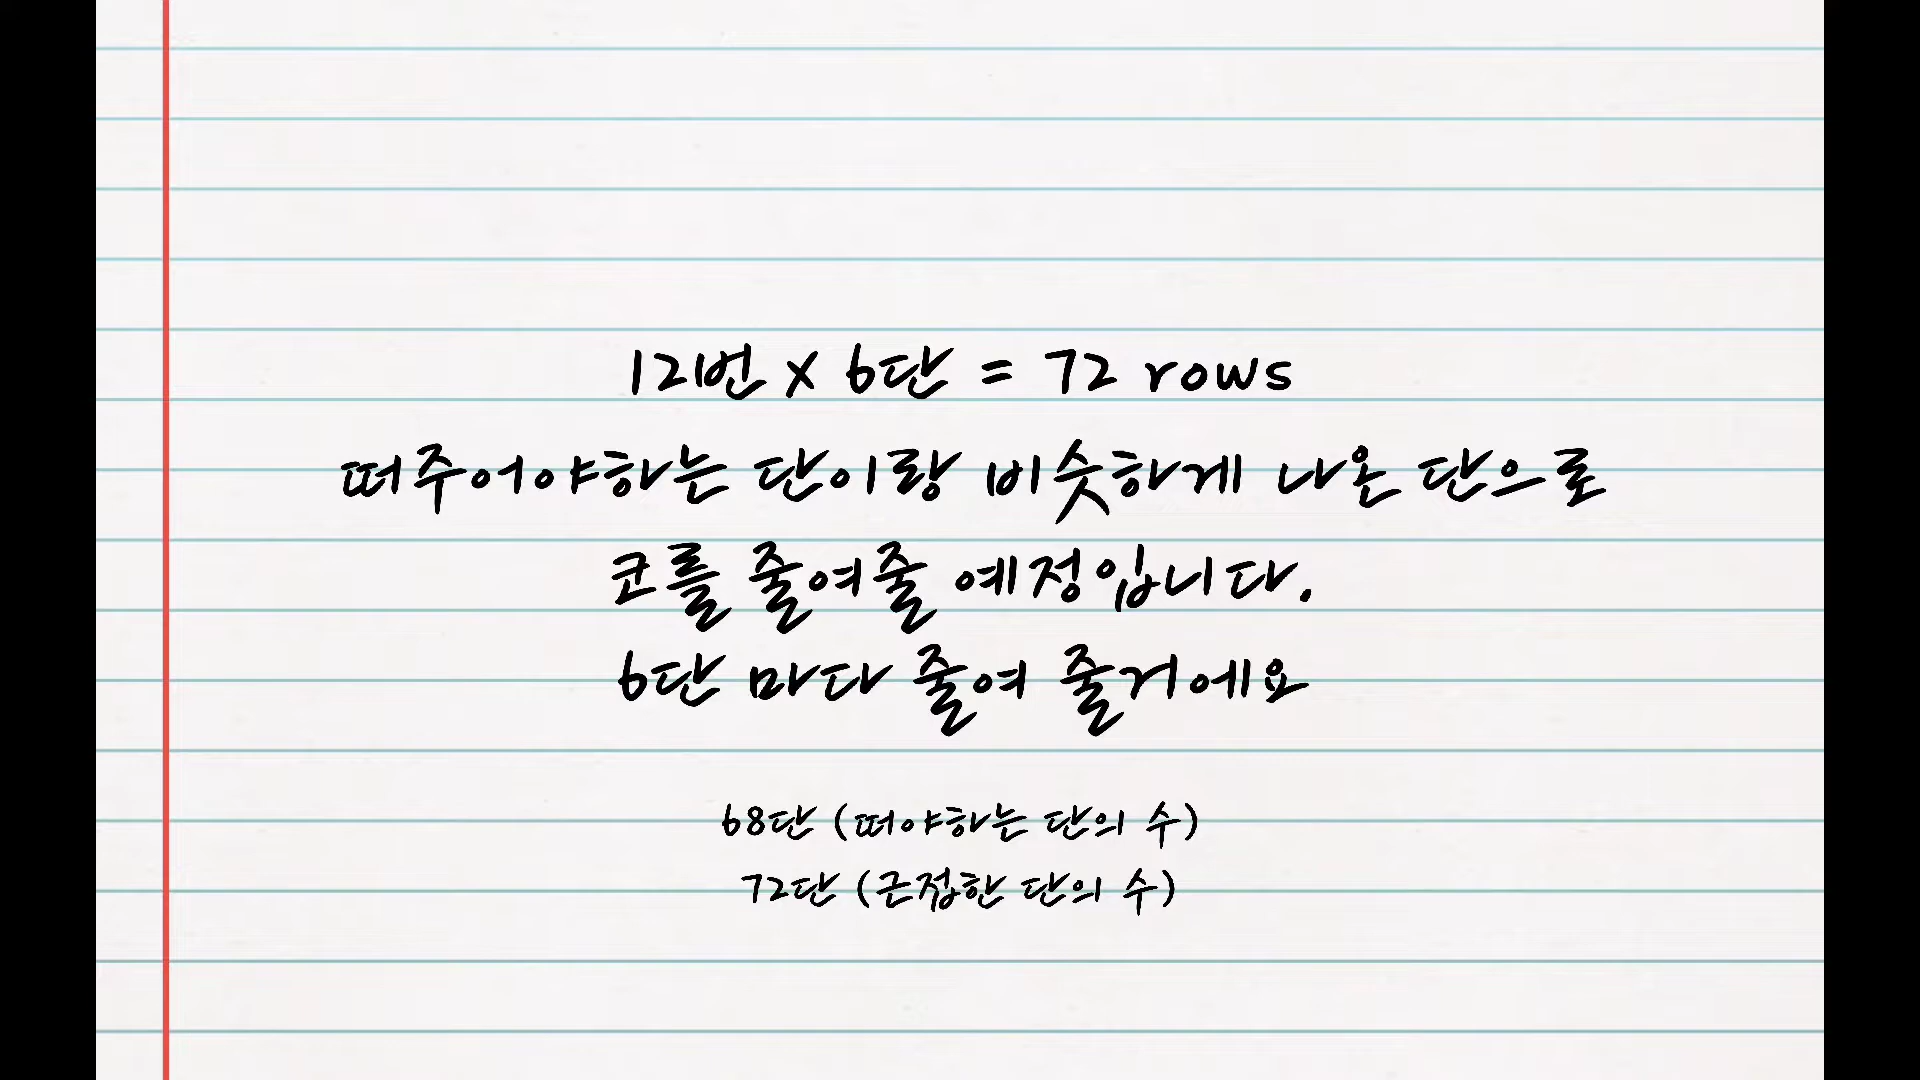 12번 x 6단 = 72 rows
떠주어야하는 단이랑 비슷하게 나온 단으로
코를 줄여줄 예정입니다.
6단 마다 줄여 줄거에요
68단 (떠야하는 단의 수)
72단 (근접한 단의 수)